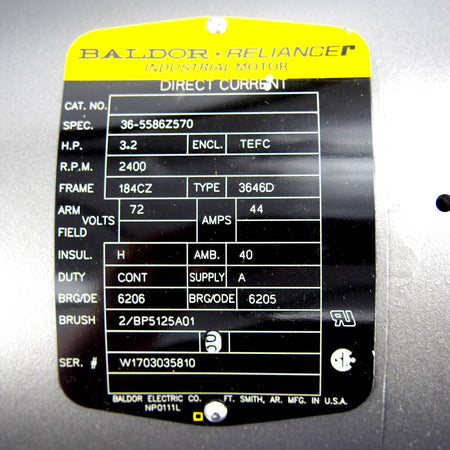 BALDOR · RELIANCER
INDUSTRIAL MOTOR
DIRECT CURRENT
CAT. NO.
SPEC. 36-5586Z570
H.P. 3.2 ENCL. TEFC
R.P.M. 2400
FRAME 184CZ TYPE 3646D
ARM VOLTS 72 AMPS 44
FIELD
INSUL. H AMB. 40
DUTY CONT SUPPLY A
BRG/DE 6206 BRG/ODE 6205
BRUSH 2/BP5125A01
SER. # W1703035810
BALDOR ELECTRIC CO. FT. SMITH, AR. MFG. IN U.S.A.
NP0111L